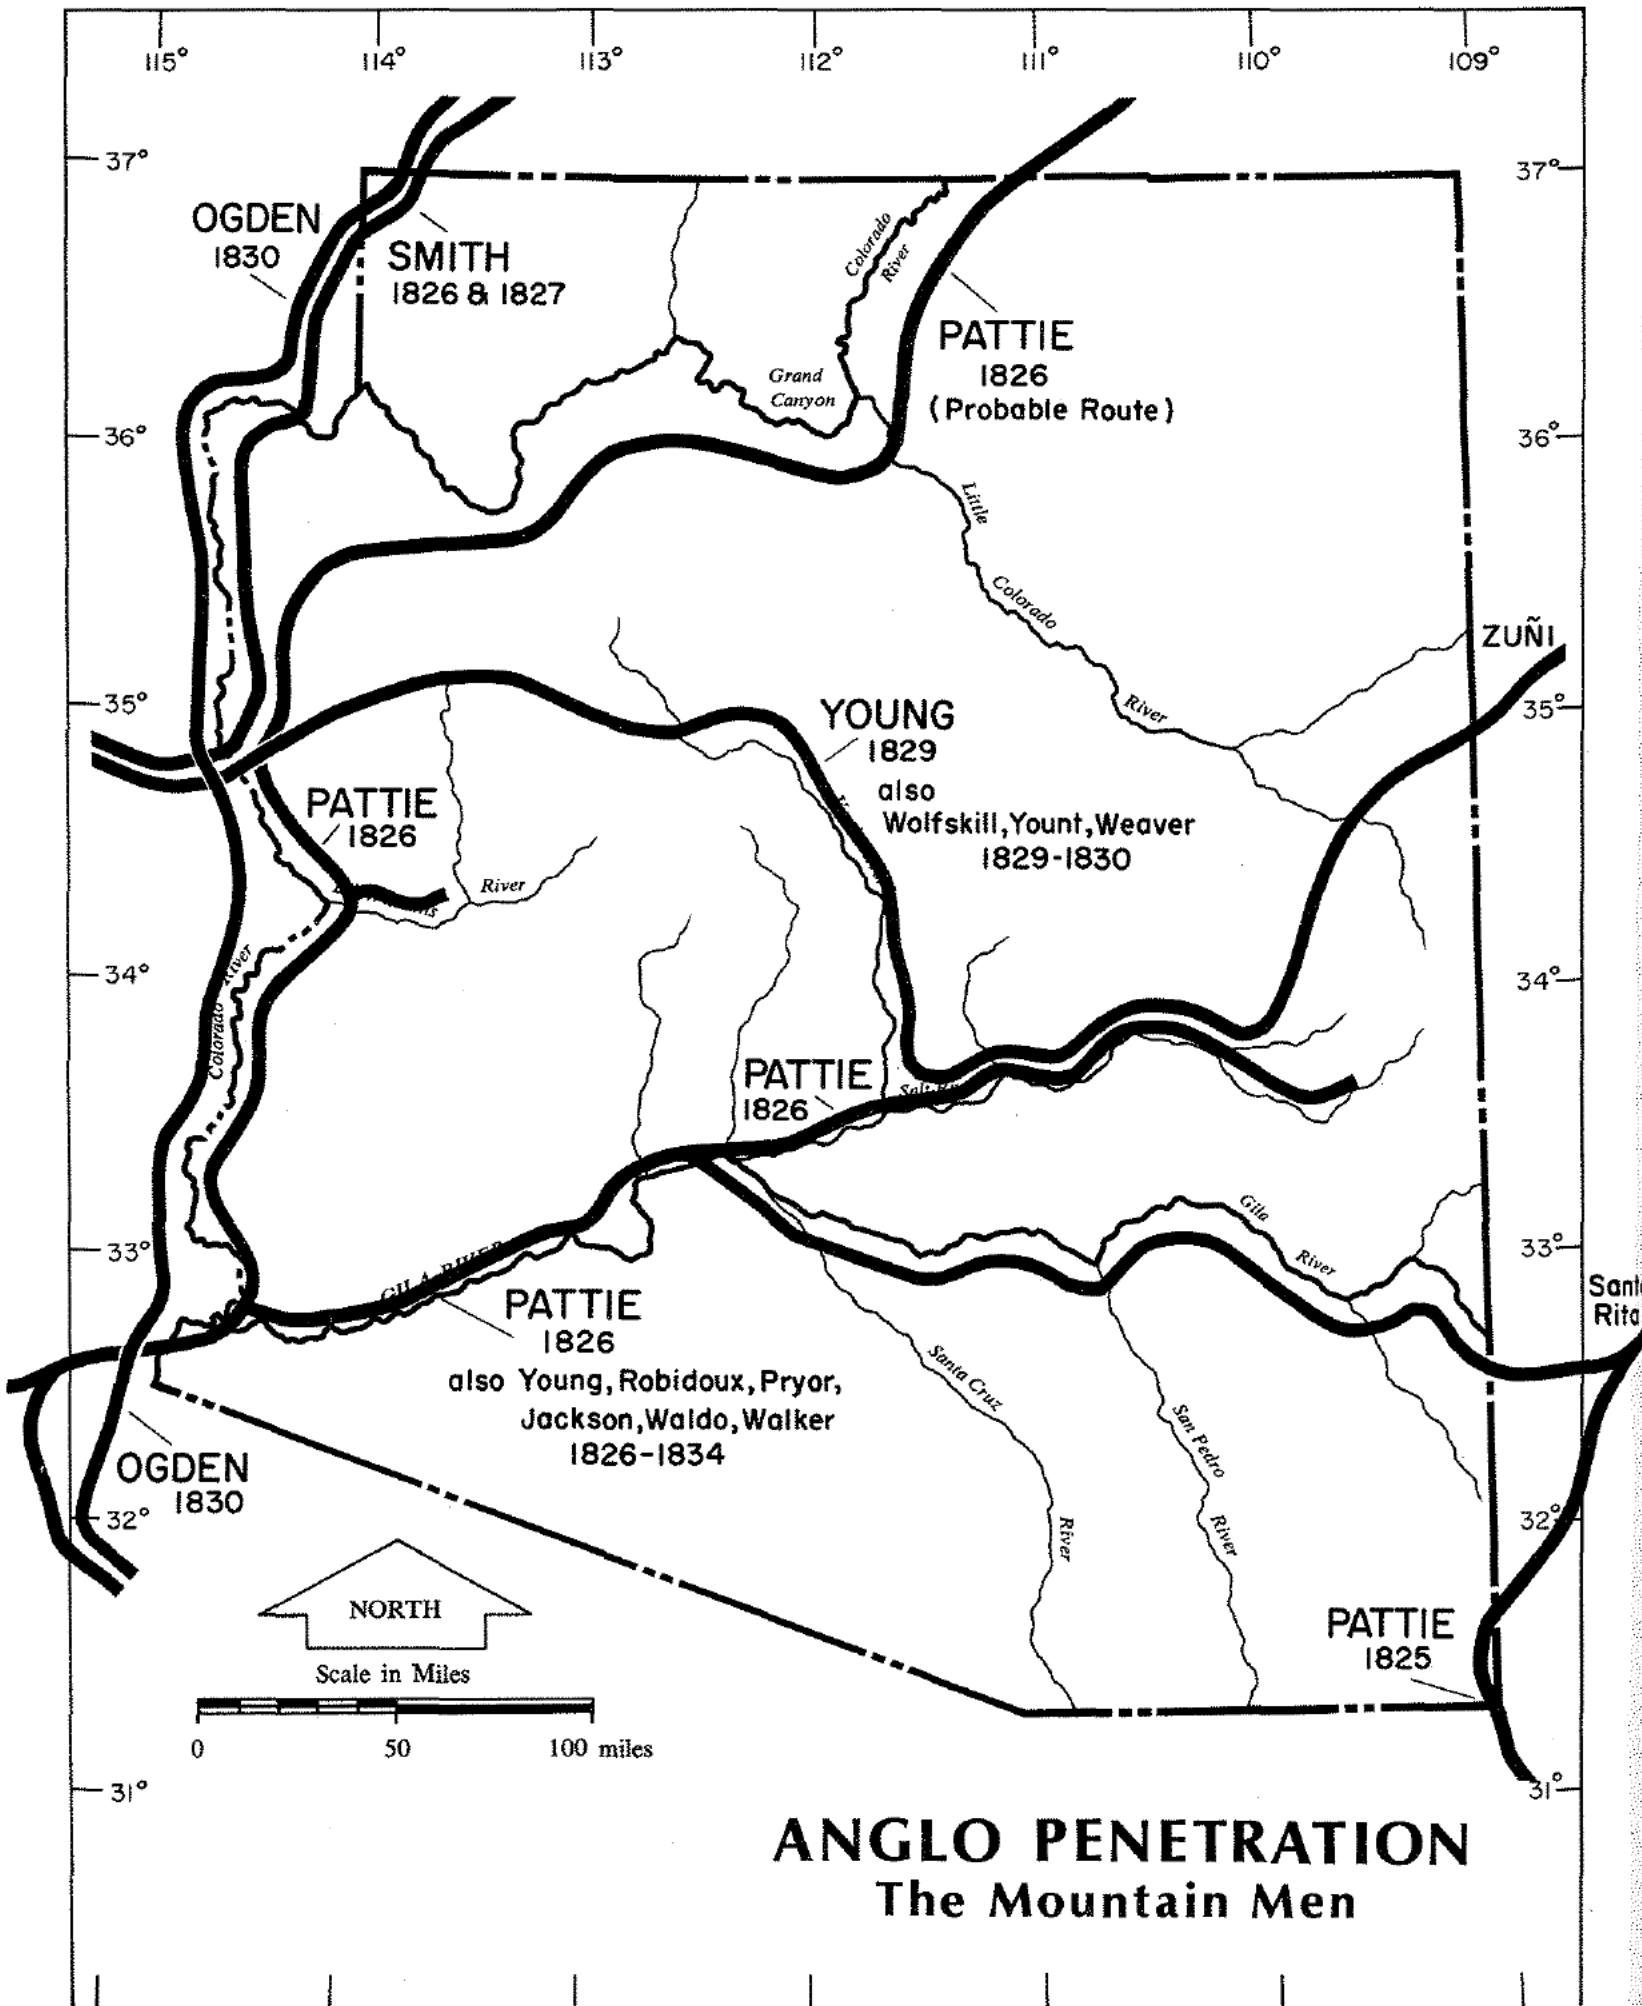 115°
114°
113°
112°
111°
110°
109°
37°
37°
OGDEN
1830
SMITH
1826 & 1827
Colorado
River
PATTIE
1826
(Probable Route)
Grand
Canyon
36°
36°
Little
Colorado
River
ZUÑI
35°
35°
YOUNG
1829
also
Wolfskill, Yount, Weaver
1829-1830
PATTIE
1826
River
34°
34°
Colorado
River
PATTIE
1826
Gila
River
33°
33°
GILA RIVER
Rita
PATTIE
1826
also Young, Robidoux, Pryor,
Jackson, Waldo, Walker
1826-1834
Santa Cruz
River
San Pedro
River
OGDEN
1830
32°
32°
NORTH
Scale in Miles
0
50
100 miles
PATTIE
1825
31°
31°
ANGLO PENETRATION
The Mountain Men